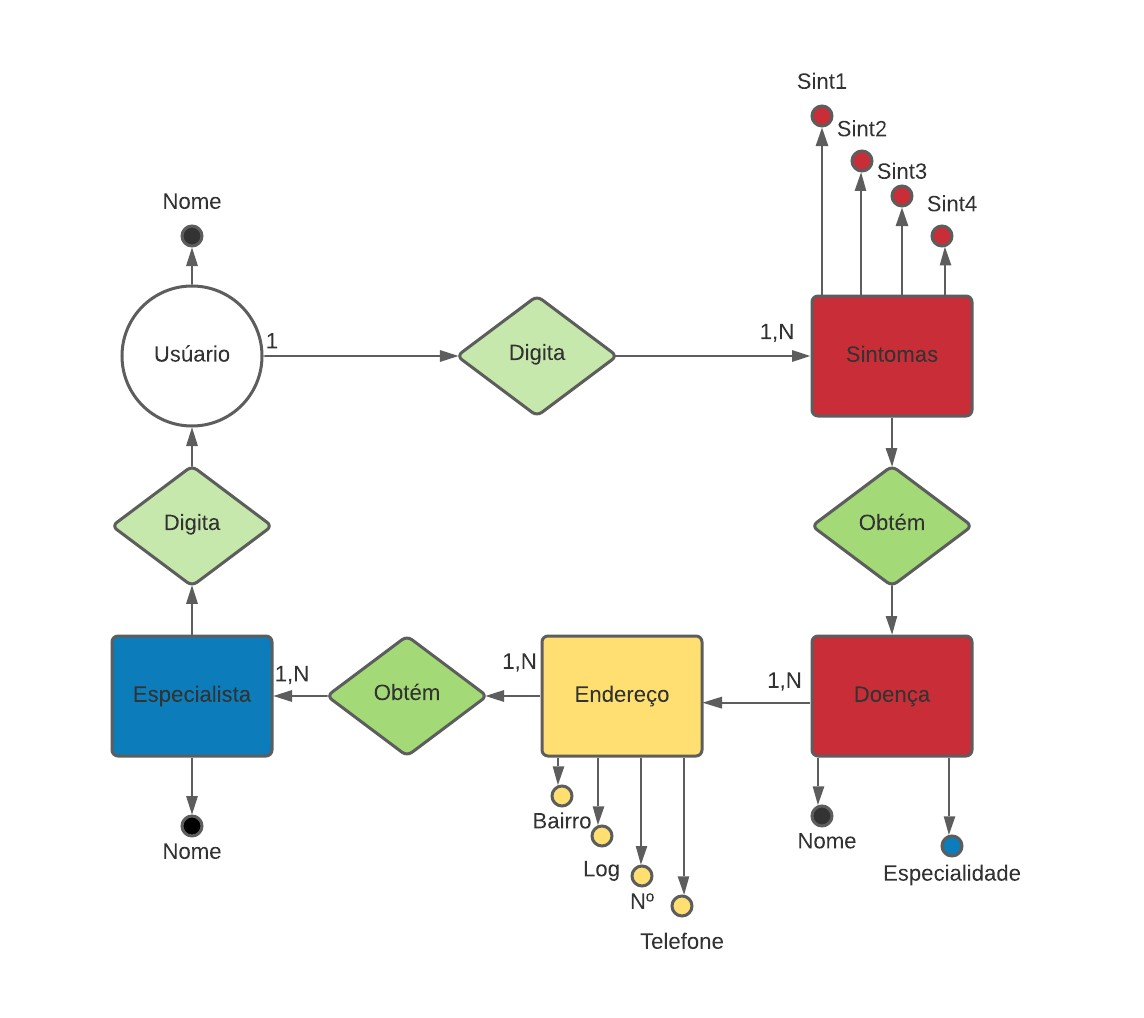 Sint1
Sint2
Sint3
Sint4
Nome
Usúario
1
Digita
1,N
Sintomas
Digita
Obtém
Especialista
1,N
Obtém
1,N
Endereço
1,N
Doença
Nome
Bairro
Log
Nº
Telefone
Nome
Especialidade